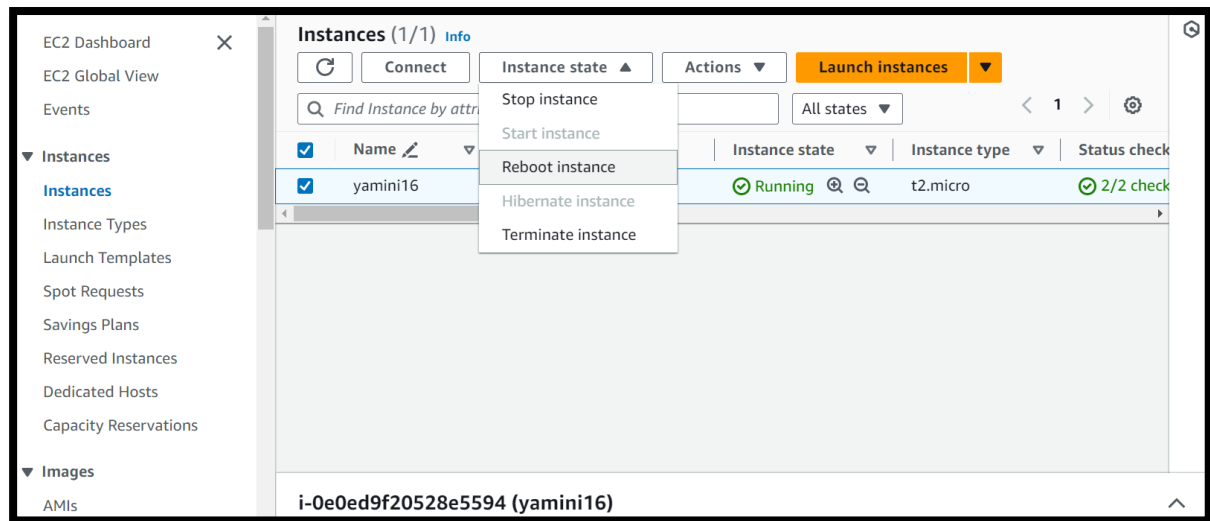 EC2 Dashboard
EC2 Global View
Events
Instances
Instances
Instance Types
Launch Templates
Spot Requests
Savings Plans
Reserved Instances
Dedicated Hosts
Capacity Reservations
Images
AMIs
Instances (1/1) Info
Connect Instance state Actions Launch instances
Find Instance by All states 1
Stop instance
Start instance
Reboot instance
Hibernate instance
Terminate instance
Name Instance state Instance type Status check
yamini16 Running t2.micro 2/2 check
i-0e0ed9f20528e5594 (yamini16)